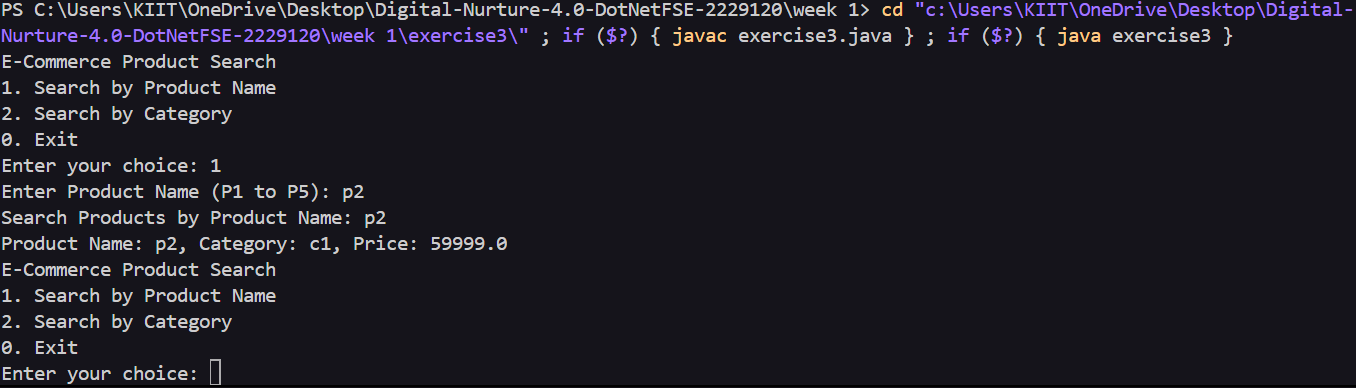 PS C:\Users\KIIT\OneDrive\Desktop\Digital-Nurture-4.0-DotNetFSE-2229120\week 1> cd "c:\Users\KIIT\OneDrive\Desktop\Digital-
Nurture-4.0-DotNetFSE-2229120\week 1\exercise3\" ; if ($?) { javac exercise3.java } ; if ($?) { java exercise3 }
E-Commerce Product Search
1. Search by Product Name
2. Search by Category
0. Exit
Enter your choice: 1
Enter Product Name (P1 to P5): p2
Search Products by Product Name: p2
Product Name: p2, Category: c1, Price: 59999.0
E-Commerce Product Search
1. Search by Product Name
2. Search by Category
0. Exit
Enter your choice: